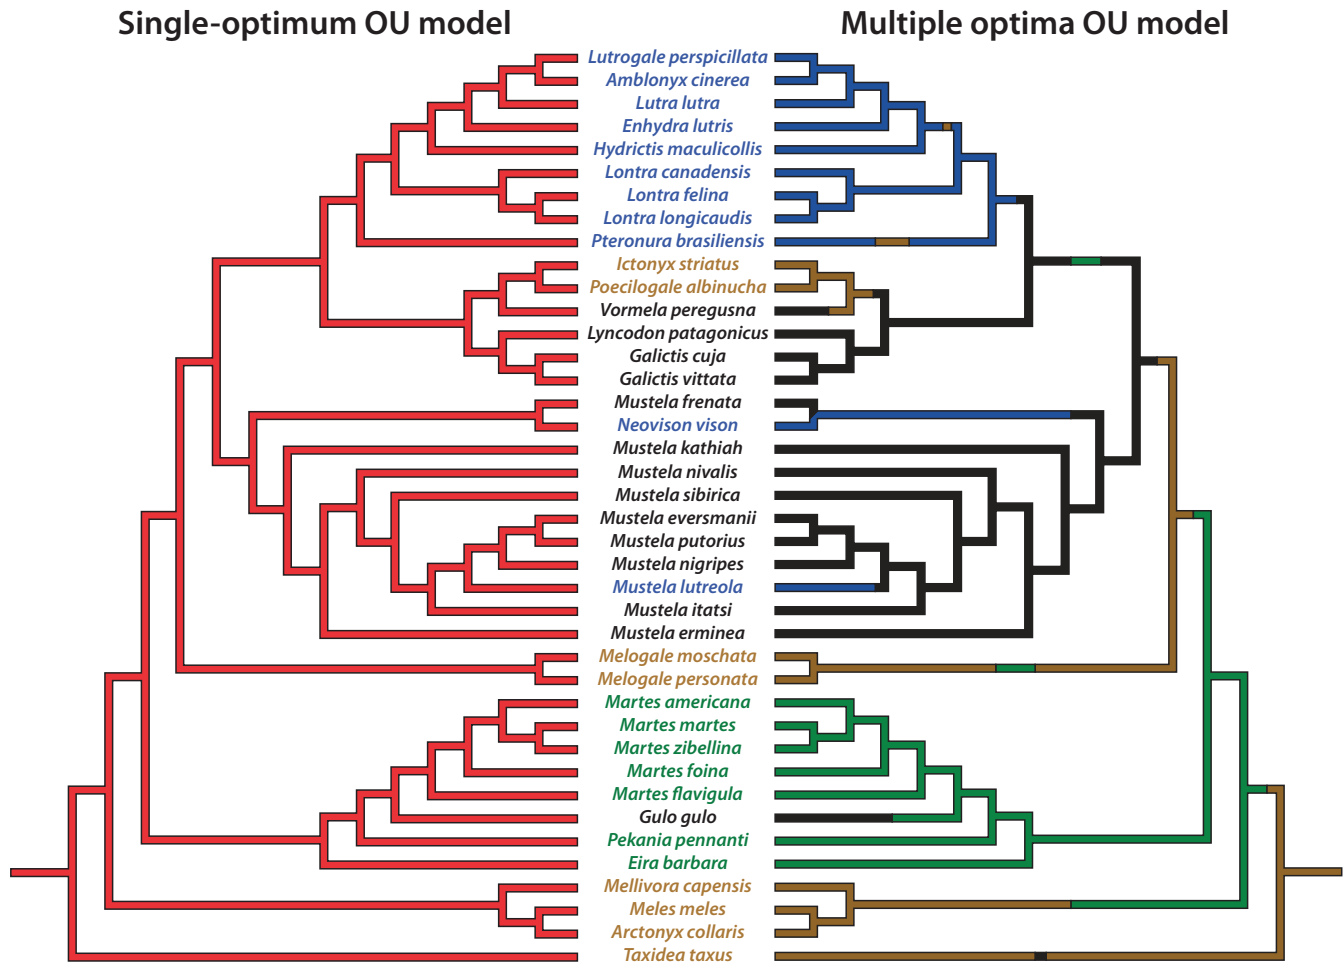 Single-optimum OU model
Multiple optima OU model
Lutrogale perspicillata
Amblonyx cinerea
Lutra lutra
Enhydra lutris
Hydrictis maculicollis
Lontra canadensis
Lontra felina
Lontra longicaudis
Pteronura brasiliensis
Ictonyx striatus
Poecilogale albinucha
Vormela peregusna
Lyncodon patagonicus
Galictis cuja
Galictis vittata
Mustela frenata
Neovison vison
Mustela kathiah
Mustela nivalis
Mustela sibirica
Mustela eversmanii
Mustela putorius
Mustela nigripes
Mustela lutreola
Mustela itatsi
Mustela erminea
Melogale moschata
Melogale personata
Martes americana
Martes martes
Martes zibellina
Martes foina
Martes flavigula
Gulo gulo
Pekania pennanti
Eira barbara
Mellivora capensis
Meles meles
Arctonyx collaris
Taxidea taxus